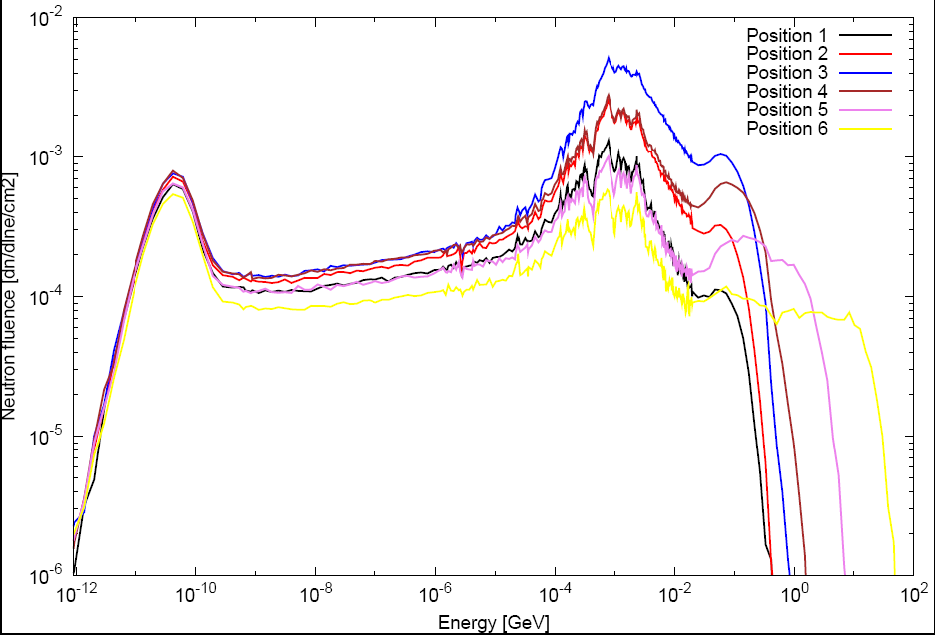 10^-2
10^-3
10^-4
10^-5
10^-6
Neutron fluence [dn/dlne/cm2]
Position 1
Position 2
Position 3
Position 4
Position 5
Position 6
10^-12 10^-10 10^-8 10^-6 10^-4 10^-2 10^0 10^2
Energy [GeV]